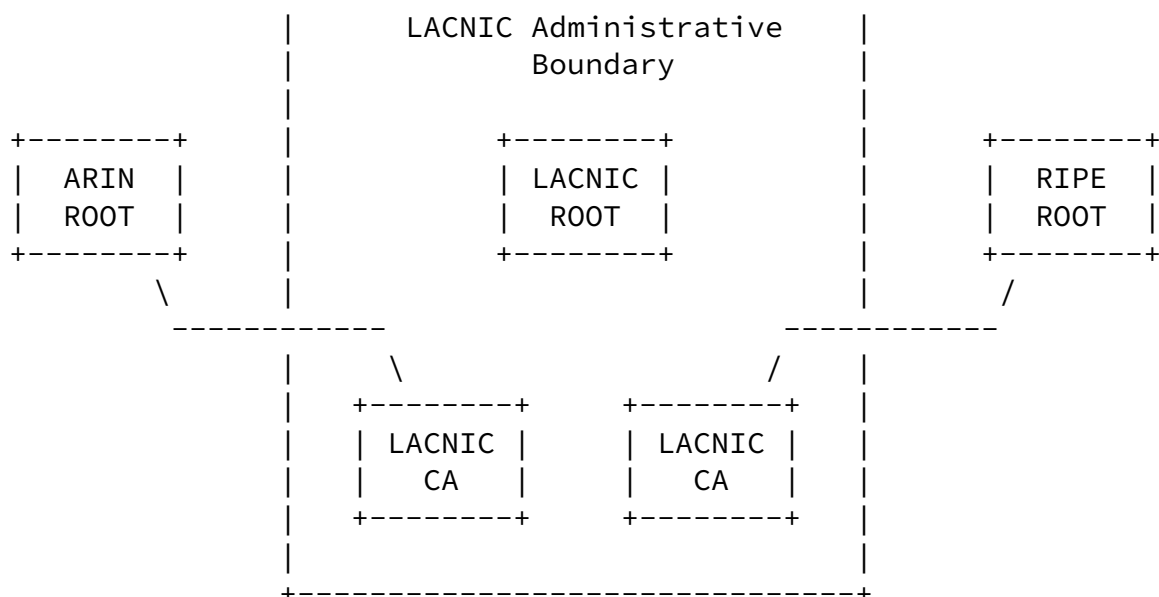 LACNIC Administrative
Boundary
ARIN
ROOT
LACNIC
ROOT
RIPE
ROOT
LACNIC
CA
LACNIC
CA